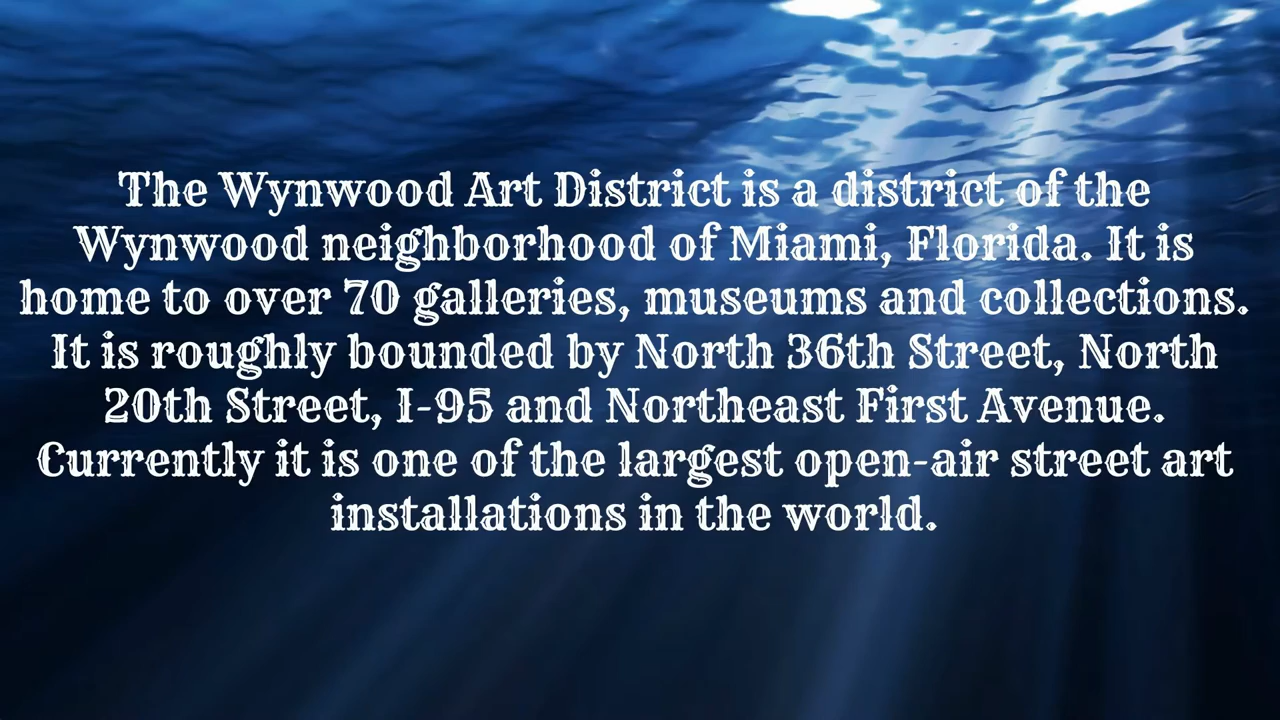 The Wynwood Art District is a district of the
Wynwood neighborhood of Miami, Florida. It is
home to over 70 galleries, museums and collections.
It is roughly bounded by North 36th Street, North
20th Street, I-95 and Northeast First Avenue.
Currently it is one of the largest open-air street art
installations in the world.